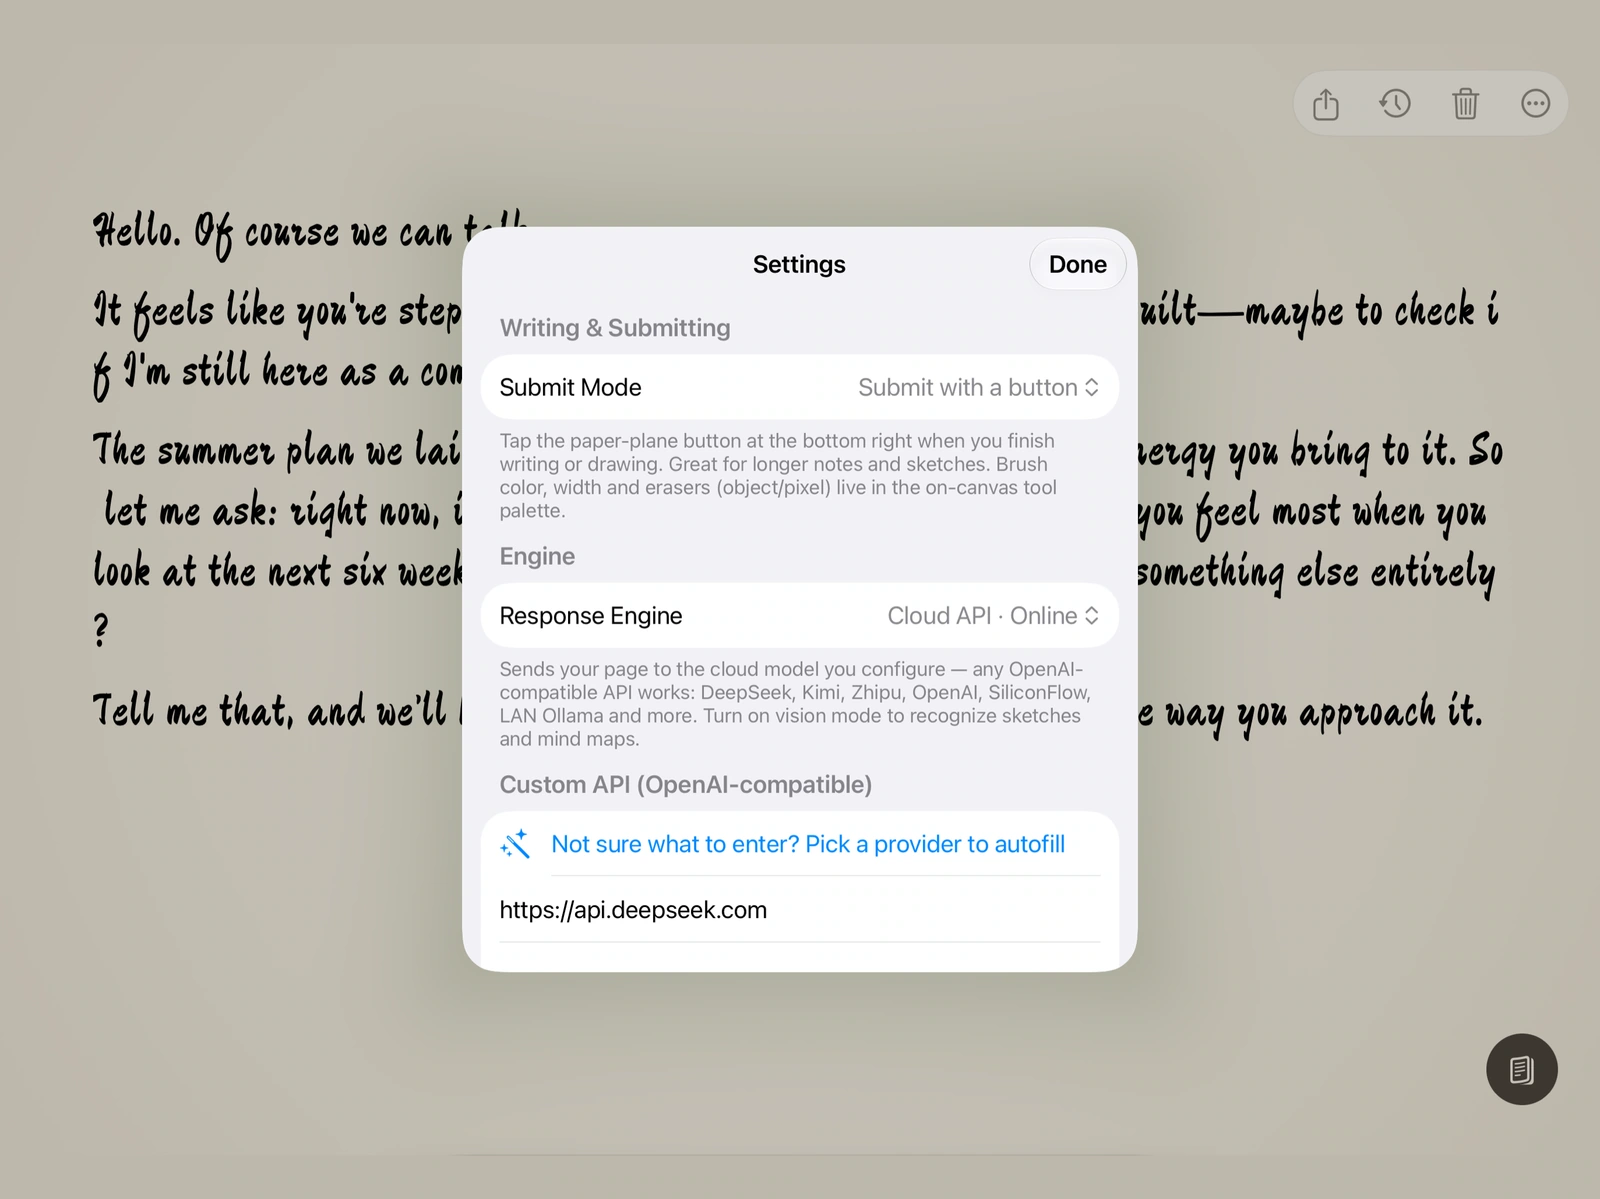 Hello. Of course we can talk
Settings
Done
It feels like you're step
uilt—maybe to check i
Writing & Submitting
f I'm still here as a com
Submit Mode
Submit with a button
Tap the paper-plane button at the bottom right when you finish
writing or drawing. Great for longer notes and sketches. Brush
color, width and erasers (object/pixel) live in the on-canvas tool
palette.
The summer plan we lai
nergy you bring to it. So
let me ask: right now, i
you feel most when you
Engine
look at the next six week
something else entirely
Response Engine
Cloud API · Online
?
Sends your page to the cloud model you configure — any OpenAI-
compatible API works: DeepSeek, Kimi, Zhipu, OpenAI, SiliconFlow,
LAN Ollama and more. Turn on vision mode to recognize sketches
and mind maps.
Tell me that, and we'll
e way you approach it.
Custom API (OpenAI-compatible)
Not sure what to enter? Pick a provider to autofill
https://api.deepseek.com